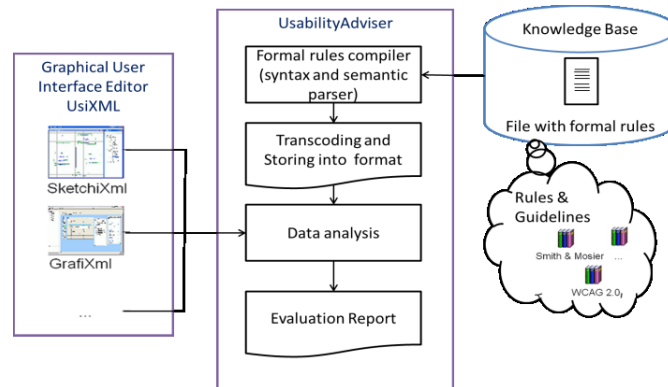 Graphical User
Interface Editor
UsiXML
SketchiXml
GrafiXml
...
UsabilityAdviser
Formal rules compiler
(syntax and semantic
parser)
Transcoding and
Storing into format
Data analysis
Evaluation Report
Knowledge Base
File with formal rules
Rules &
Guidelines
Smith & Mosier ...
WCAG 2.0,